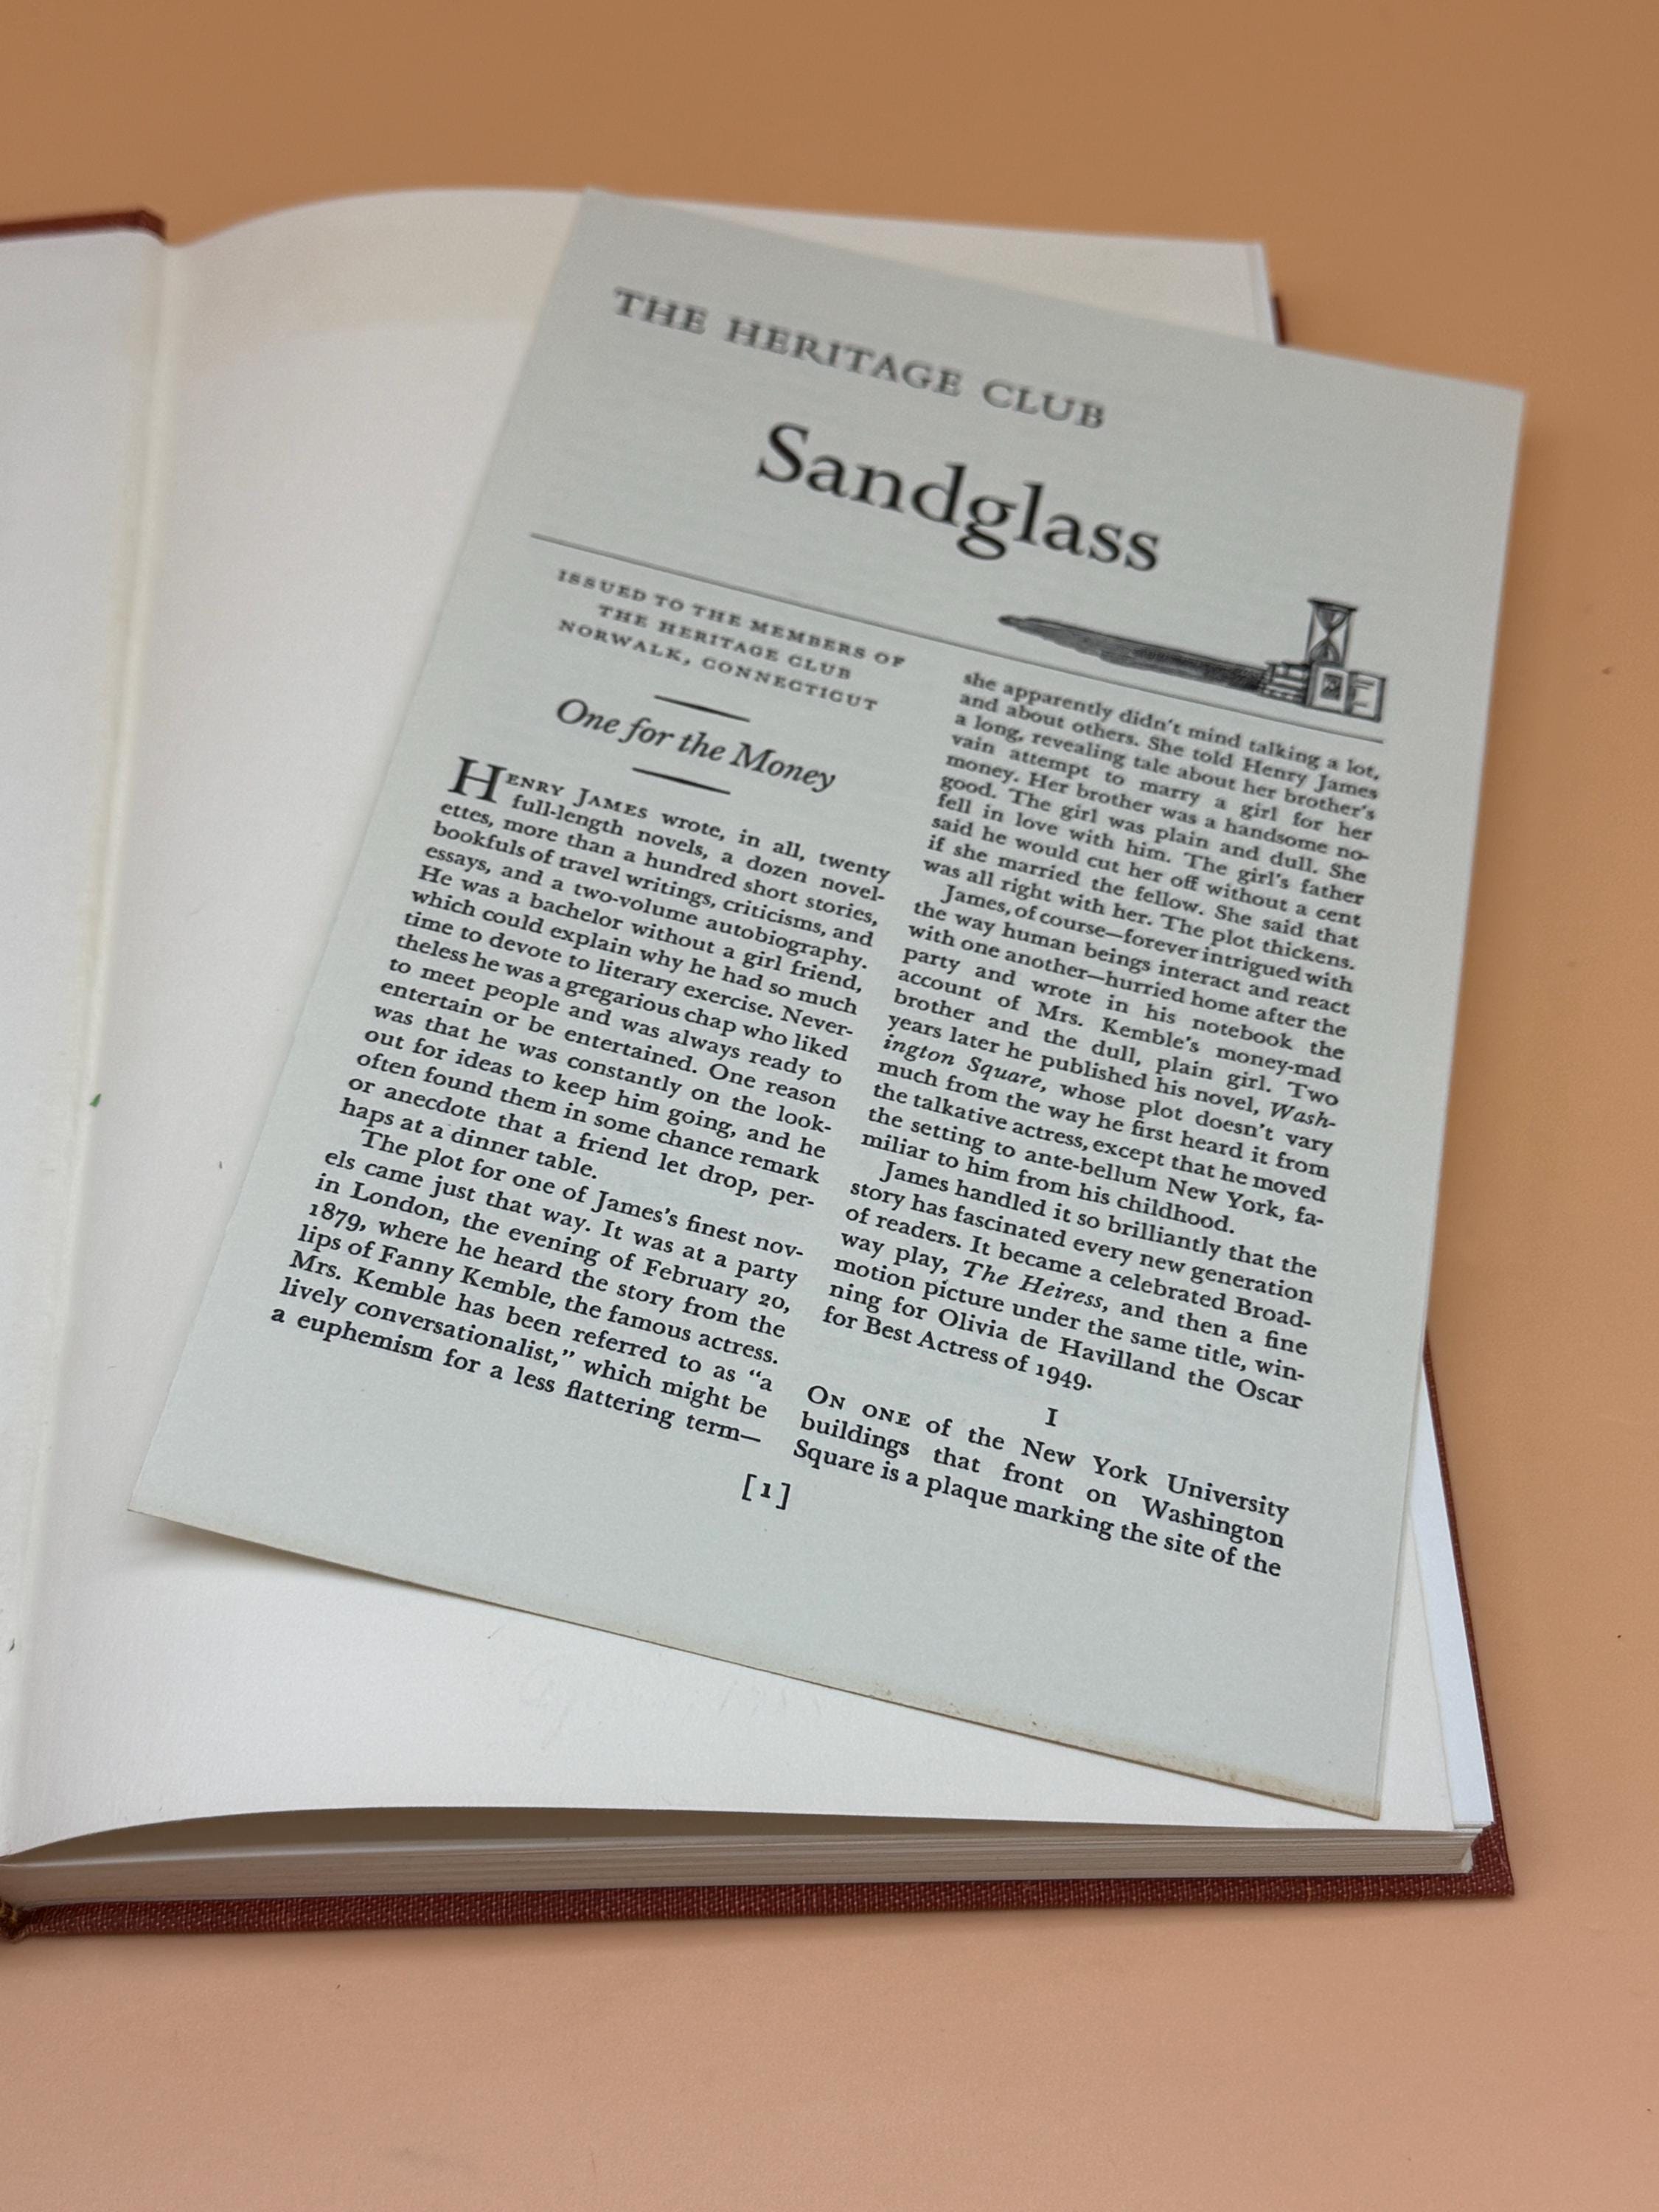 THE HERITAGE CLUB
Sandglass
ISSUED TO THE MEMBERS OF
THE HERITAGE CLUB
NORWALK, CONNECTICUT
One for the Money
HENRY JAMES wrote, in all, twenty
full-length novels, a dozen novel-
ettes, more than a hundred short stories,
bookfuls of travel writings, criticisms, and
essays, and a two-volume autobiography.
He was a bachelor without a girl friend,
which could explain why he had so much
time to devote to literary exercise. Never-
theless he was a gregarious chap who liked
to meet people and was always ready to
entertain or be entertained. One reason
was that he was constantly on the look-
out for ideas to keep him going, and he
often found them in some chance remark
or anecdote that a friend let drop, per-
haps at a dinner table.
The plot for one of James's finest nov-
els came just that way. It was at a party
in London, the evening of February 20,
1879, where he heard the story from the
lips of Fanny Kemble, the famous actress.
Mrs. Kemble has been referred to as "a
lively conversationalist," which might be
a euphemism for a less flattering term—
she apparently didn't mind talking a lot,
and about others. She told Henry James
a long, revealing tale about her brother's
vain attempt to marry a girl for her
money. Her brother was a handsome no-
good. The girl was plain and dull. She
fell in love with him. The girl's father
said he would cut her off without a cent
if she married the fellow. She said that
was all right with her. The plot thickens.
James, of course—forever intrigued with
the way human beings interact and react
with one another—hurried home after the
party and wrote in his notebook the
account of Mrs. Kemble's money-mad
brother and the dull, plain girl. Two
years later he published his novel, Wash-
ington Square, whose plot doesn't vary
much from the way he first heard it from
the talkative actress, except that he moved
the setting to ante-bellum New York, fa-
miliar to him from his childhood.
James handled it so brilliantly that the
story has fascinated every new generation
of readers. It became a celebrated Broad-
way play, The Heiress, and then a fine
motion picture under the same title, win-
ning for Olivia de Havilland the Oscar
for Best Actress of 1949.
I
ON ONE of the New York University
buildings that front on Washington
Square is a plaque marking the site of the
[1]